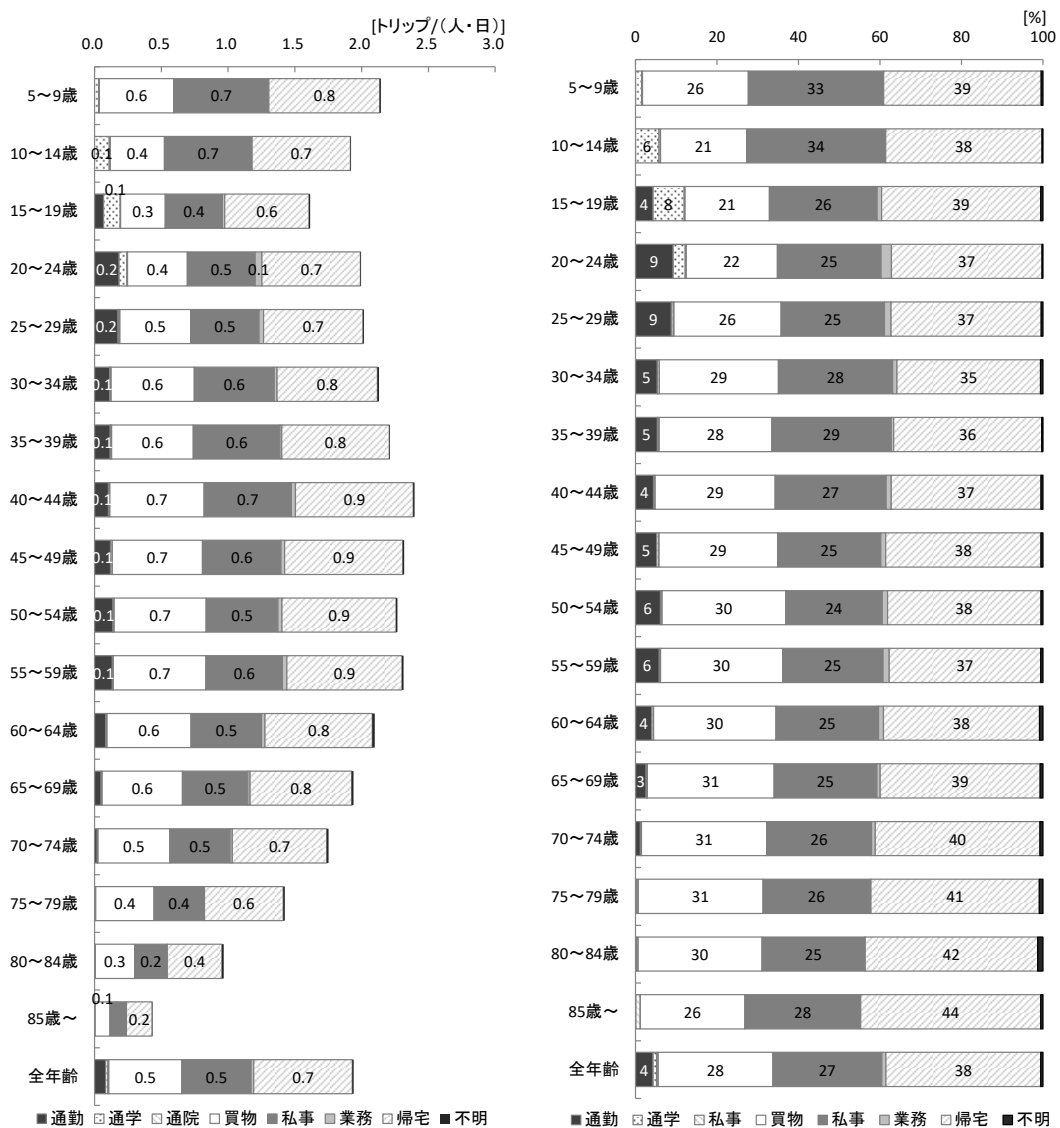 [トリップ/(人・日)]
0.0 0.5 1.0 1.5 2.0 2.5 3.0
5～9歳 0.6 0.7 0.8
10～14歳 0.1 0.4 0.7 0.7
0.1
15～19歳 0.3 0.4 0.6
20～24歳 0.2 0.4 0.5 0.1 0.7
25～29歳 0.2 0.5 0.5 0.7
30～34歳 0.1 0.6 0.6 0.8
35～39歳 0.1 0.6 0.6 0.8
40～44歳 0.1 0.7 0.7 0.9
45～49歳 0.1 0.7 0.6 0.9
50～54歳 0.1 0.7 0.5 0.9
55～59歳 0.1 0.7 0.6 0.9
60～64歳 0.6 0.5 0.8
65～69歳 0.6 0.5 0.8
70～74歳 0.5 0.5 0.7
75～79歳 0.4 0.4 0.6
80～84歳 0.3 0.2 0.4
0.1
85歳～ 0.2
全年齢 0.5 0.5 0.7
通勤 通学 通院 買物 私事 業務 帰宅 不明
[%]
0 20 40 60 80 100
5～9歳 26 33 39
10～14歳 6 21 34 38
15～19歳 4 8 21 26 39
20～24歳 9 22 25 37
25～29歳 9 26 25 37
30～34歳 5 29 28 35
35～39歳 5 28 29 36
40～44歳 4 29 27 37
45～49歳 5 29 25 38
50～54歳 6 30 24 38
55～59歳 6 30 25 37
60～64歳 4 30 25 38
65～69歳 3 31 25 39
70～74歳 31 26 40
75～79歳 31 26 41
80～84歳 30 25 42
85歳～ 26 28 44
全年齢 4 28 27 38
通勤 通学 私事 買物 私事 業務 帰宅 不明